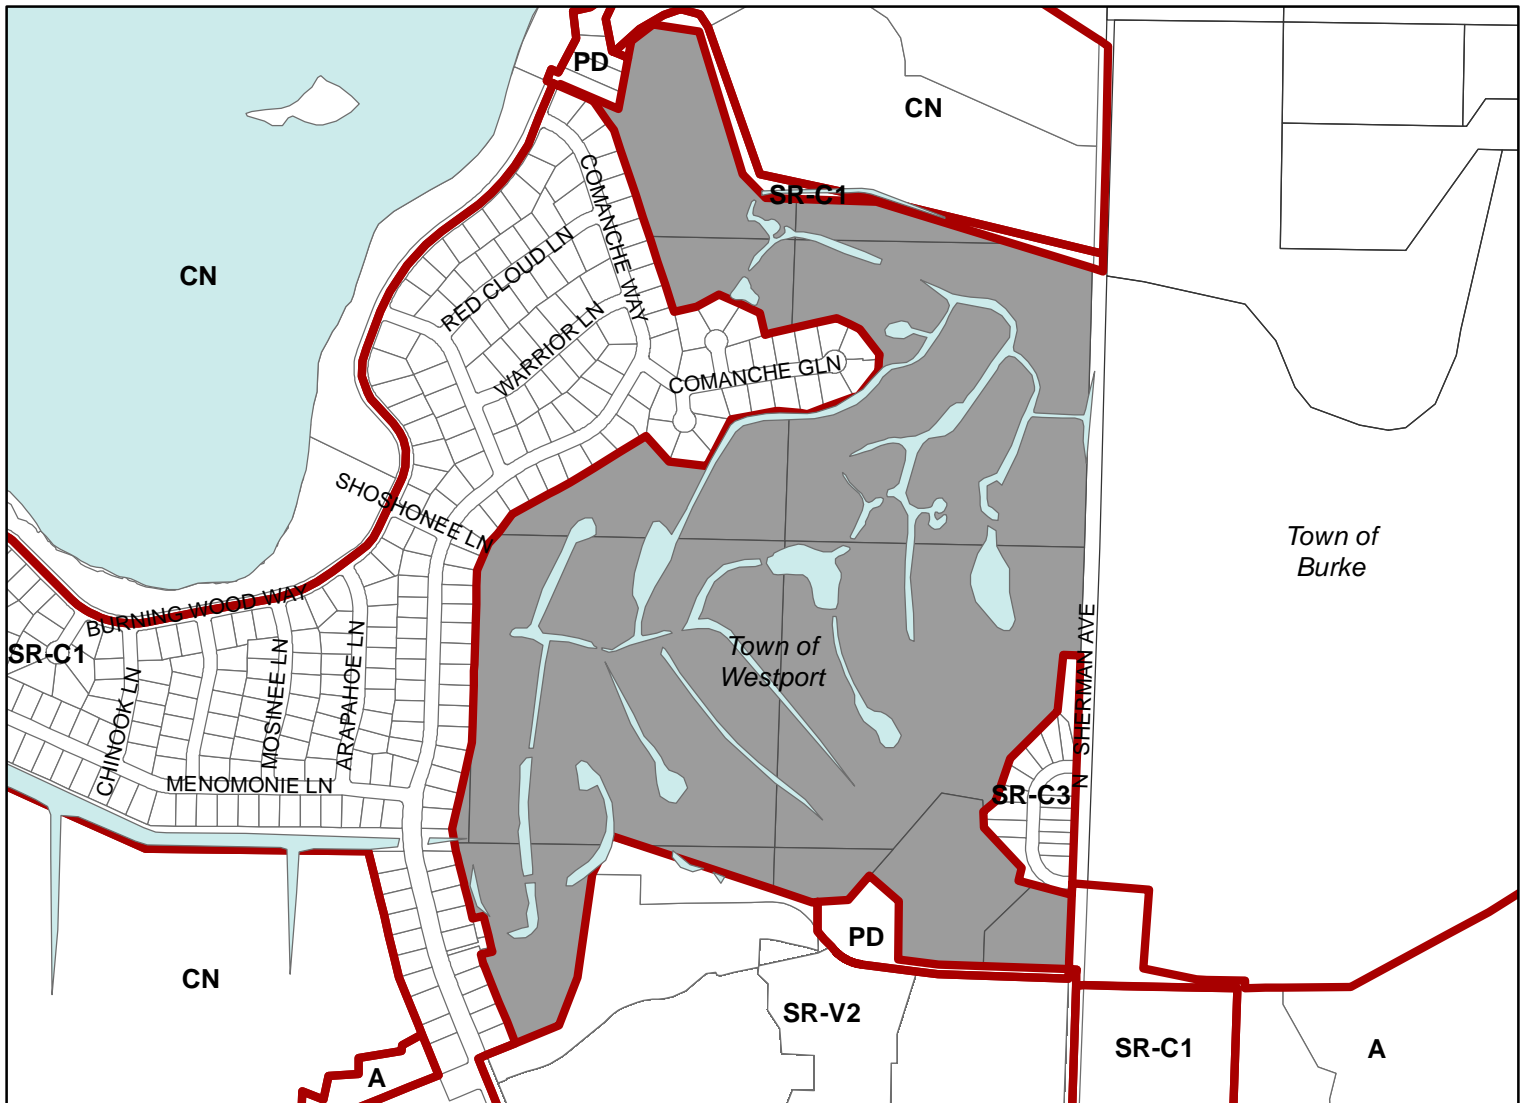 PD
CN
SR-C1
COMANCHE WAY
RED CLOUD LN
CN
WARRIOR LN
COMANCHE GLN
SHOSHONEE LN
Town of
Burke
BURNING WOOD WAY
SR-C1
Town of
Westport
N SHERMAN AVE
CHINOOK LN
MOSINEE LN
ARAPAHOE LN
MENOMONIE LN
SR-C3
PD
CN
SR-V2
SR-C1
A
A